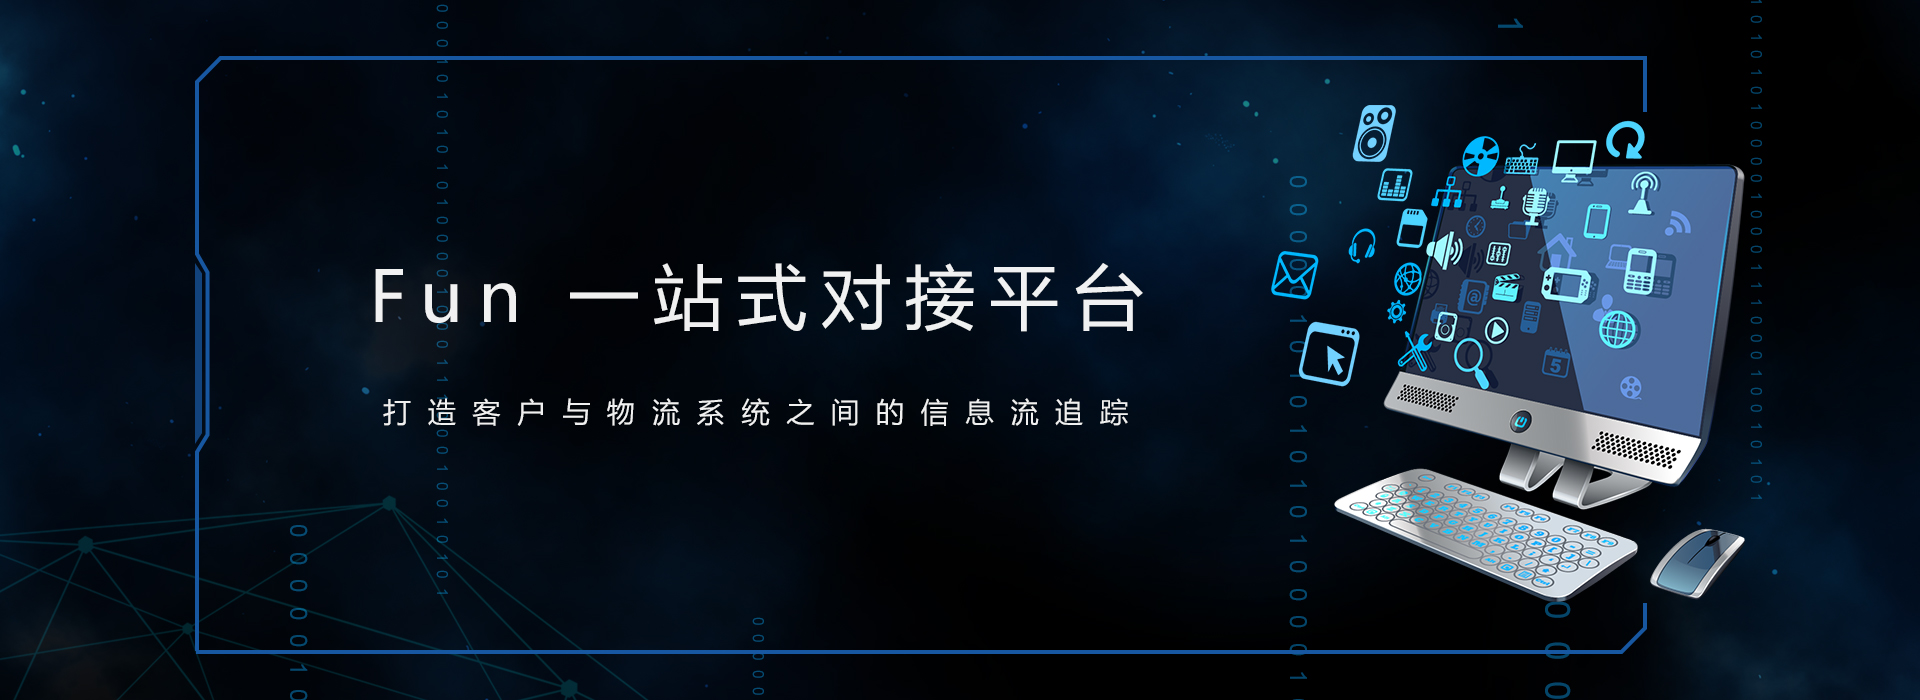 Fun 一站式对接平台
打造客户与物流系统之间的信息流追踪